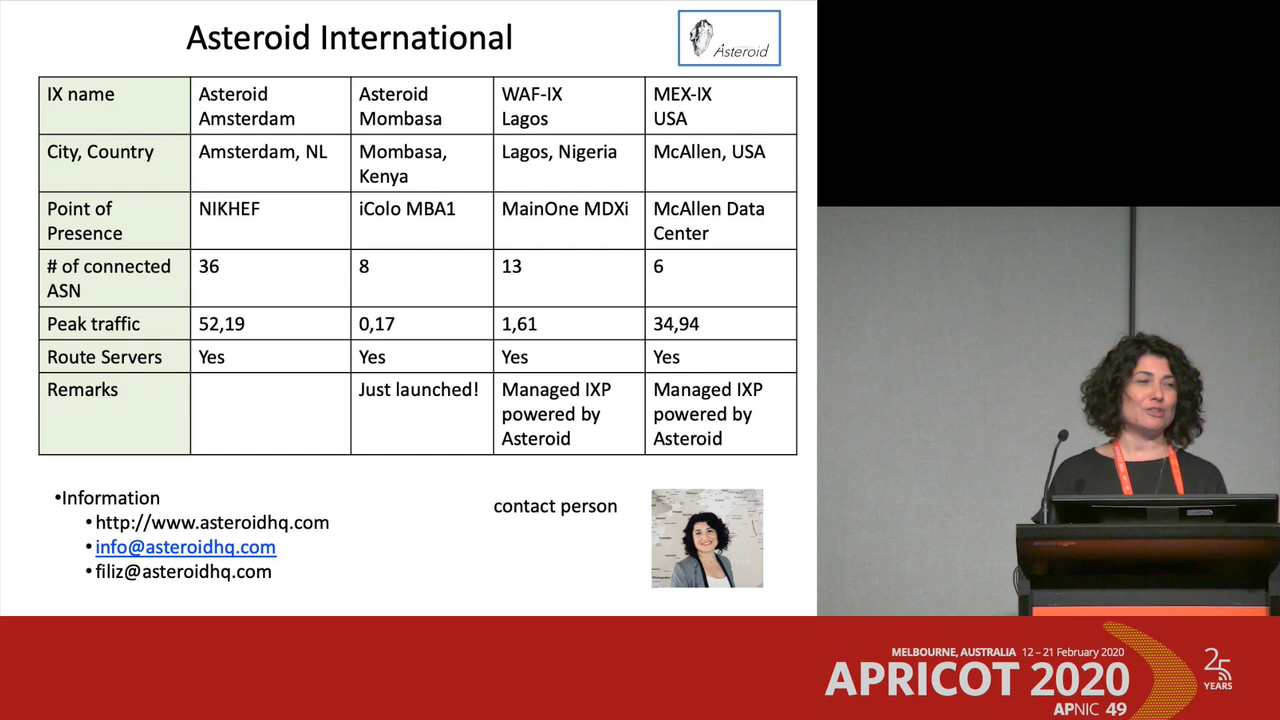 Asteroid International
Asteroid
IX name
Asteroid
Amsterdam
Asteroid
Mombasa
WAF-IX
Lagos
MEX-IX
USA
City, Country
Amsterdam, NL
Mombasa,
Kenya
Lagos, Nigeria
McAllen, USA
Point of
Presence
NIKHEF
iColo MBA1
MainOne MDXi
McAllen Data
Center
# of connected
ASN
36
8
13
6
Peak traffic
52,19
0,17
1,61
34,94
Route Servers
Yes
Yes
Yes
Yes
Remarks
Just launched!
Managed IXP
powered by
Asteroid
Managed IXP
powered by
Asteroid
•Information
•http://www.asteroidhq.com
•info@asteroidhq.com
•filiz@asteroidhq.com
contact person
MELBOURNE, AUSTRALIA 12 – 21 February 2020
APRICOT 2020
APNIC 49
25
YEARS